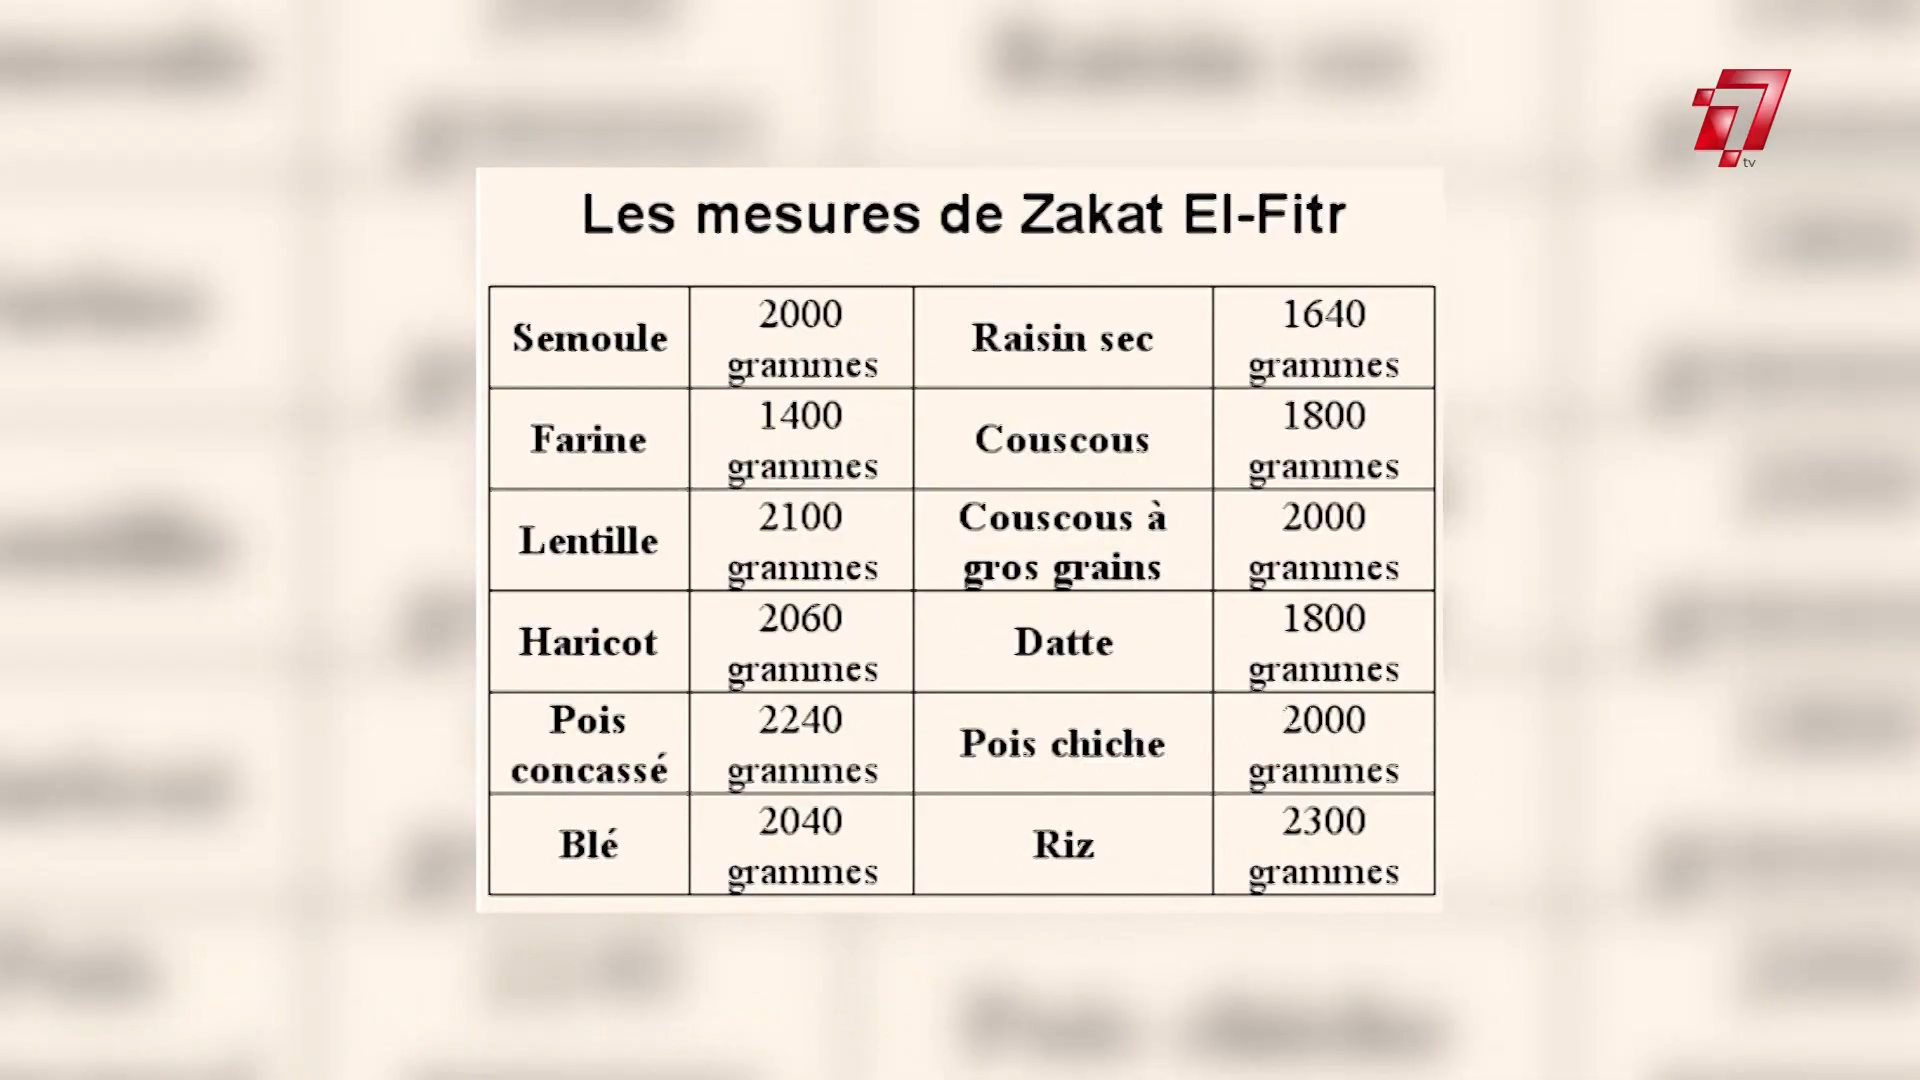 tv
Les mesures de Zakat El-Fitr
Semoule 2000 grammes Raisin sec 1640 grammes
Farine 1400 grammes Couscous 1800 grammes
Lentille 2100 grammes Couscous à gros grains 2000 grammes
Haricot 2060 grammes Datte 1800 grammes
Pois concassé 2240 grammes Pois chiche 2000 grammes
Blé 2040 grammes Riz 2300 grammes